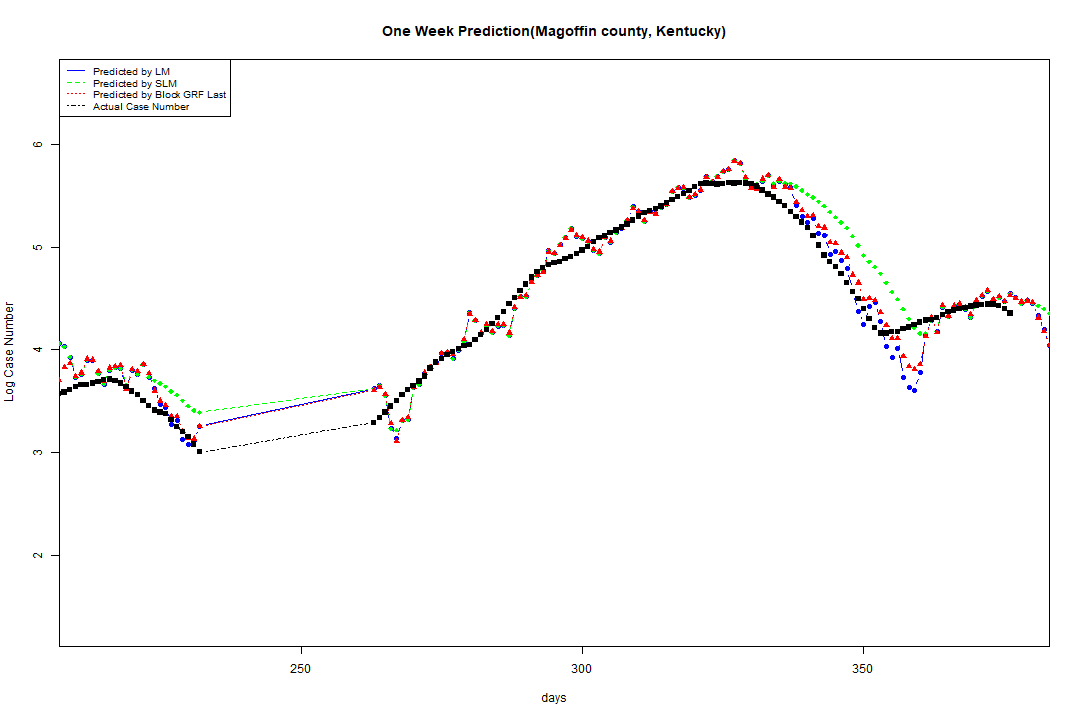 One Week Prediction(Magoffin county, Kentucky)
Predicted by LM
Predicted by SLM
Predicted by Block GRF Last
Actual Case Number
Log Case Number
6
5
4
3
2
250 300 350
days